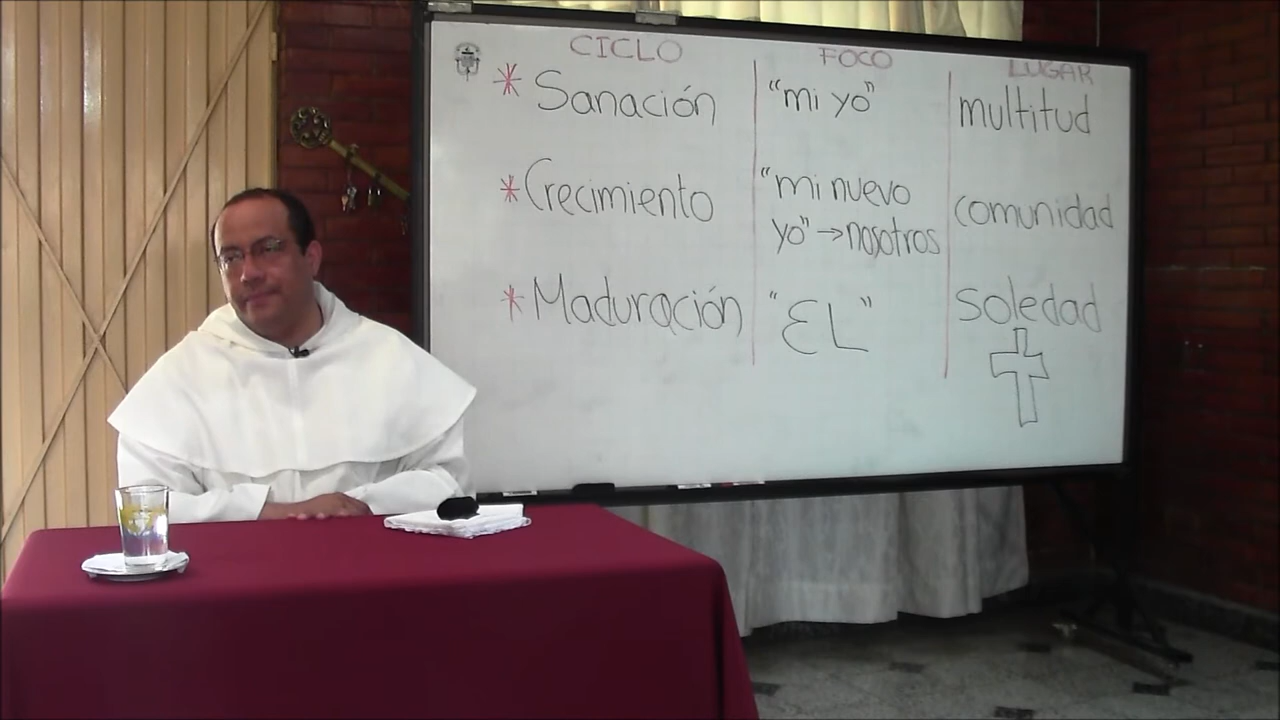 CICLO FOCO LUGAR
* Sanación "mi yo" multitud
* Crecimiento "mi nuevo yo" → nosotros comunidad
* Maduración "EL" soledad